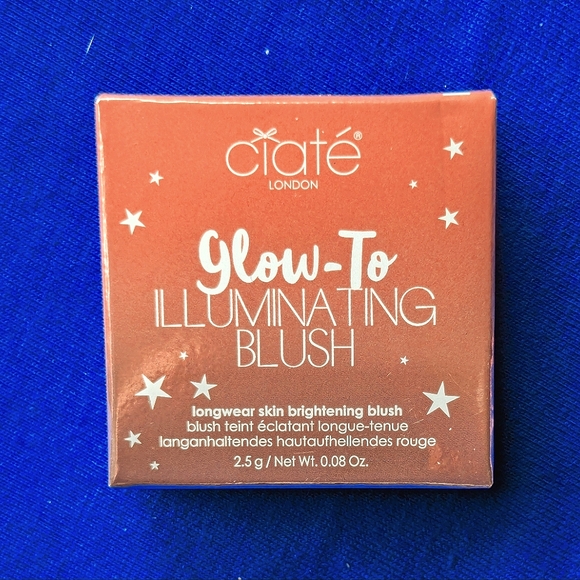 ciaté®
LONDON
Glow-To
ILLUMINATING
BLUSH
longwear skin brightening blush
blush teint éclatant longue-tenue
langanhaltendes hautaufhellendes rouge
2.5 g / Net Wt. 0.08 Oz.